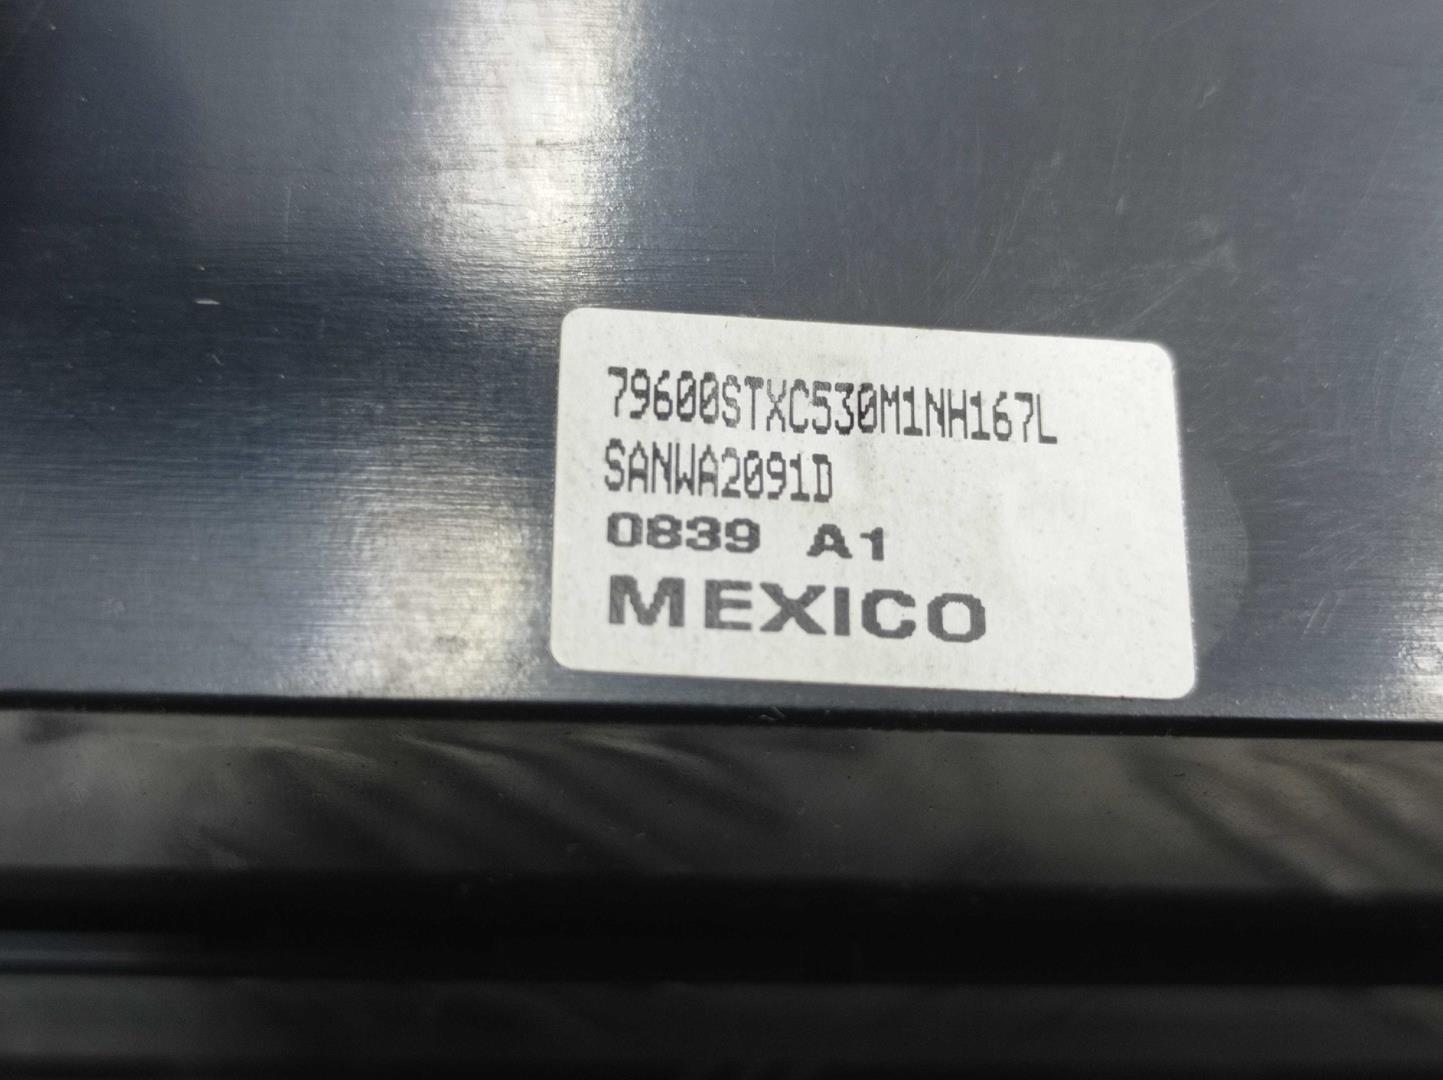 79600STXC530M1NH167L
SANWA2091D
0839 A1
MEXICO